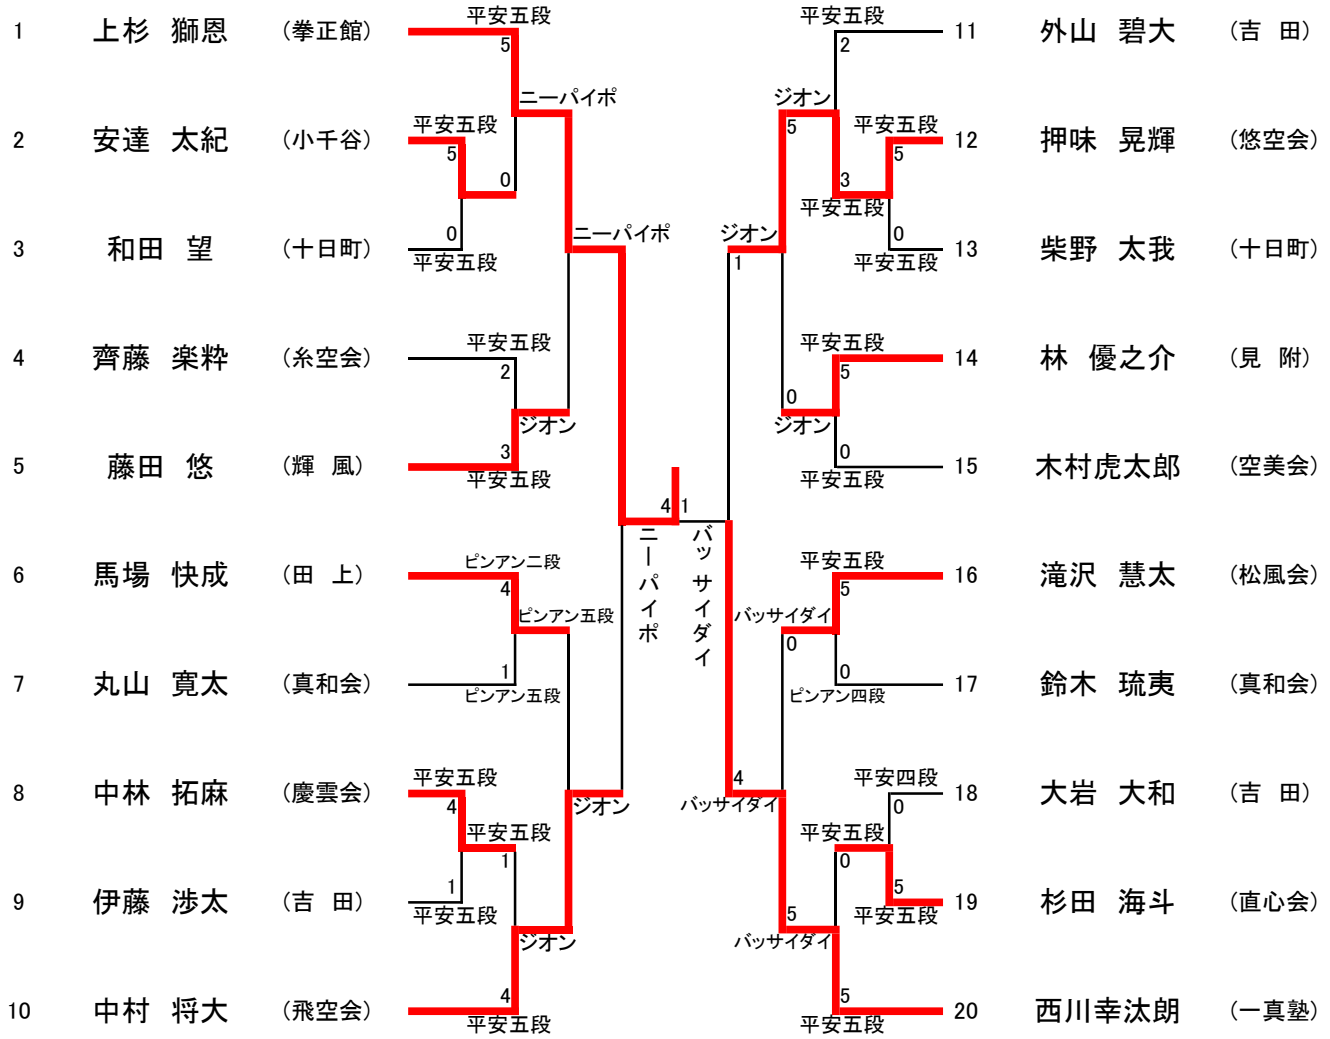 平安五段 平安五段
1 上杉 獅恩 （拳正館） 5 2 11 外山 碧大 （吉 田）
ニーパイポ ジオン
平安五段 5 平安五段
2 安達 太紀 （小千谷） 5 5 12 押味 晃輝 （悠空会）
0 3
平安五段
0 ニーパイポ ジオン 0
3 和田 望 （十日町） 13 柴野 太我 （十日町）
平安五段 1 平安五段
平安五段 平安五段
4 齊藤 楽粋 （糸空会） 2 5 14 林 優之介 （見 附）
0
ジオン ジオン
3 0
5 藤田 悠 （輝 風） 15 木村虎太郎 （空美会）
平安五段 平安五段
4 1
ニーパイポ
バッサイダイ
ピンアン二段 平安五段
6 馬場 快成 （田 上） 4 5 16 滝沢 慧太 （松風会）
ピンアン五段 バッサイダイ
0
1 0
7 丸山 寛太 （真和会） 17 鈴木 琉夷 （真和会）
ピンアン五段 ピンアン四段
平安五段 4 平安四段
8 中林 拓麻 （慶雲会） 4 0 18 大岩 大和 （吉 田）
ジオン バッサイダイ
平安五段 平安五段
1 0
1 5
9 伊藤 渉太 （吉 田） 19 杉田 海斗 （直心会）
平安五段 5 平安五段
ジオン バッサイダイ
4 5
10 中村 将大 （飛空会） 20 西川幸汰朗 （一真塾）
平安五段 平安五段